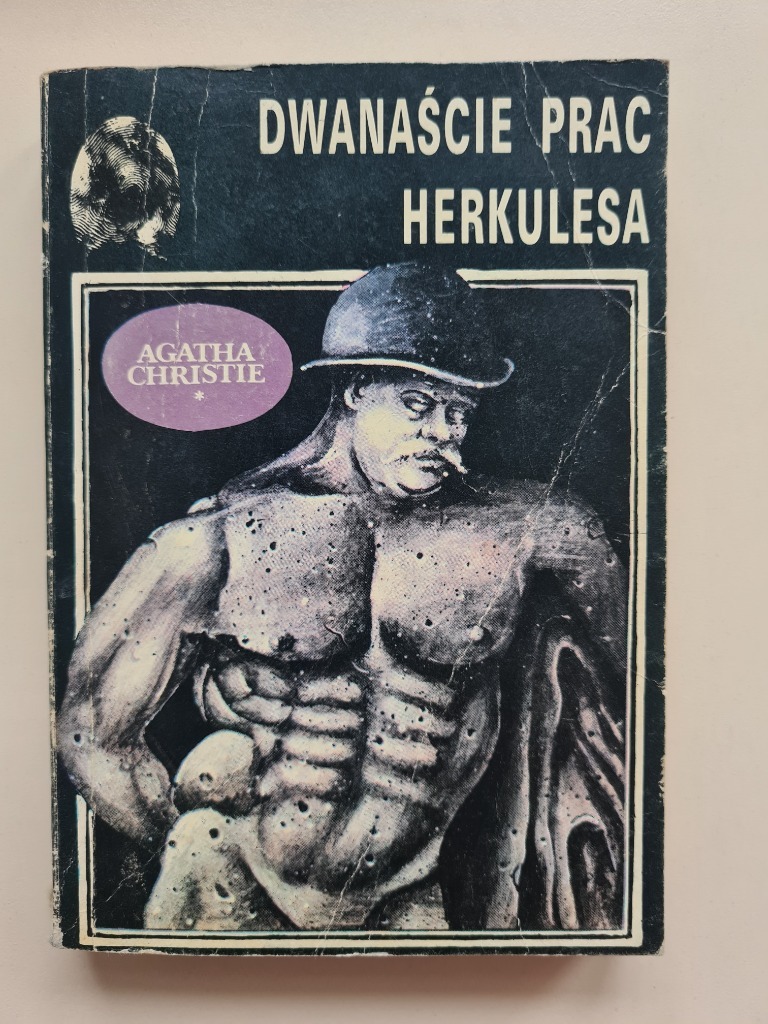 DWANAŚCIE PRAC
HERKULESA
AGATHA
CHRISTIE
*